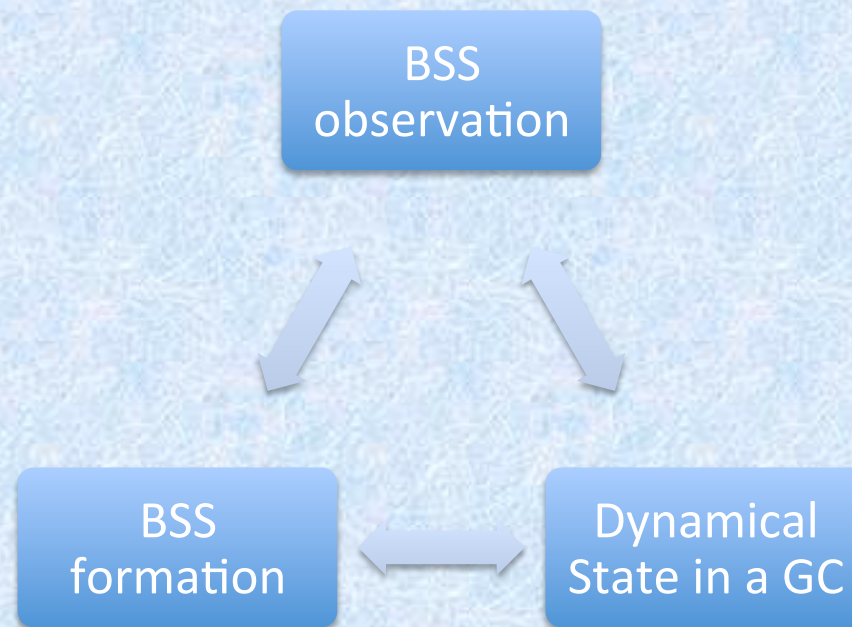 BSS
observation
BSS
formation
Dynamical
State in a GC